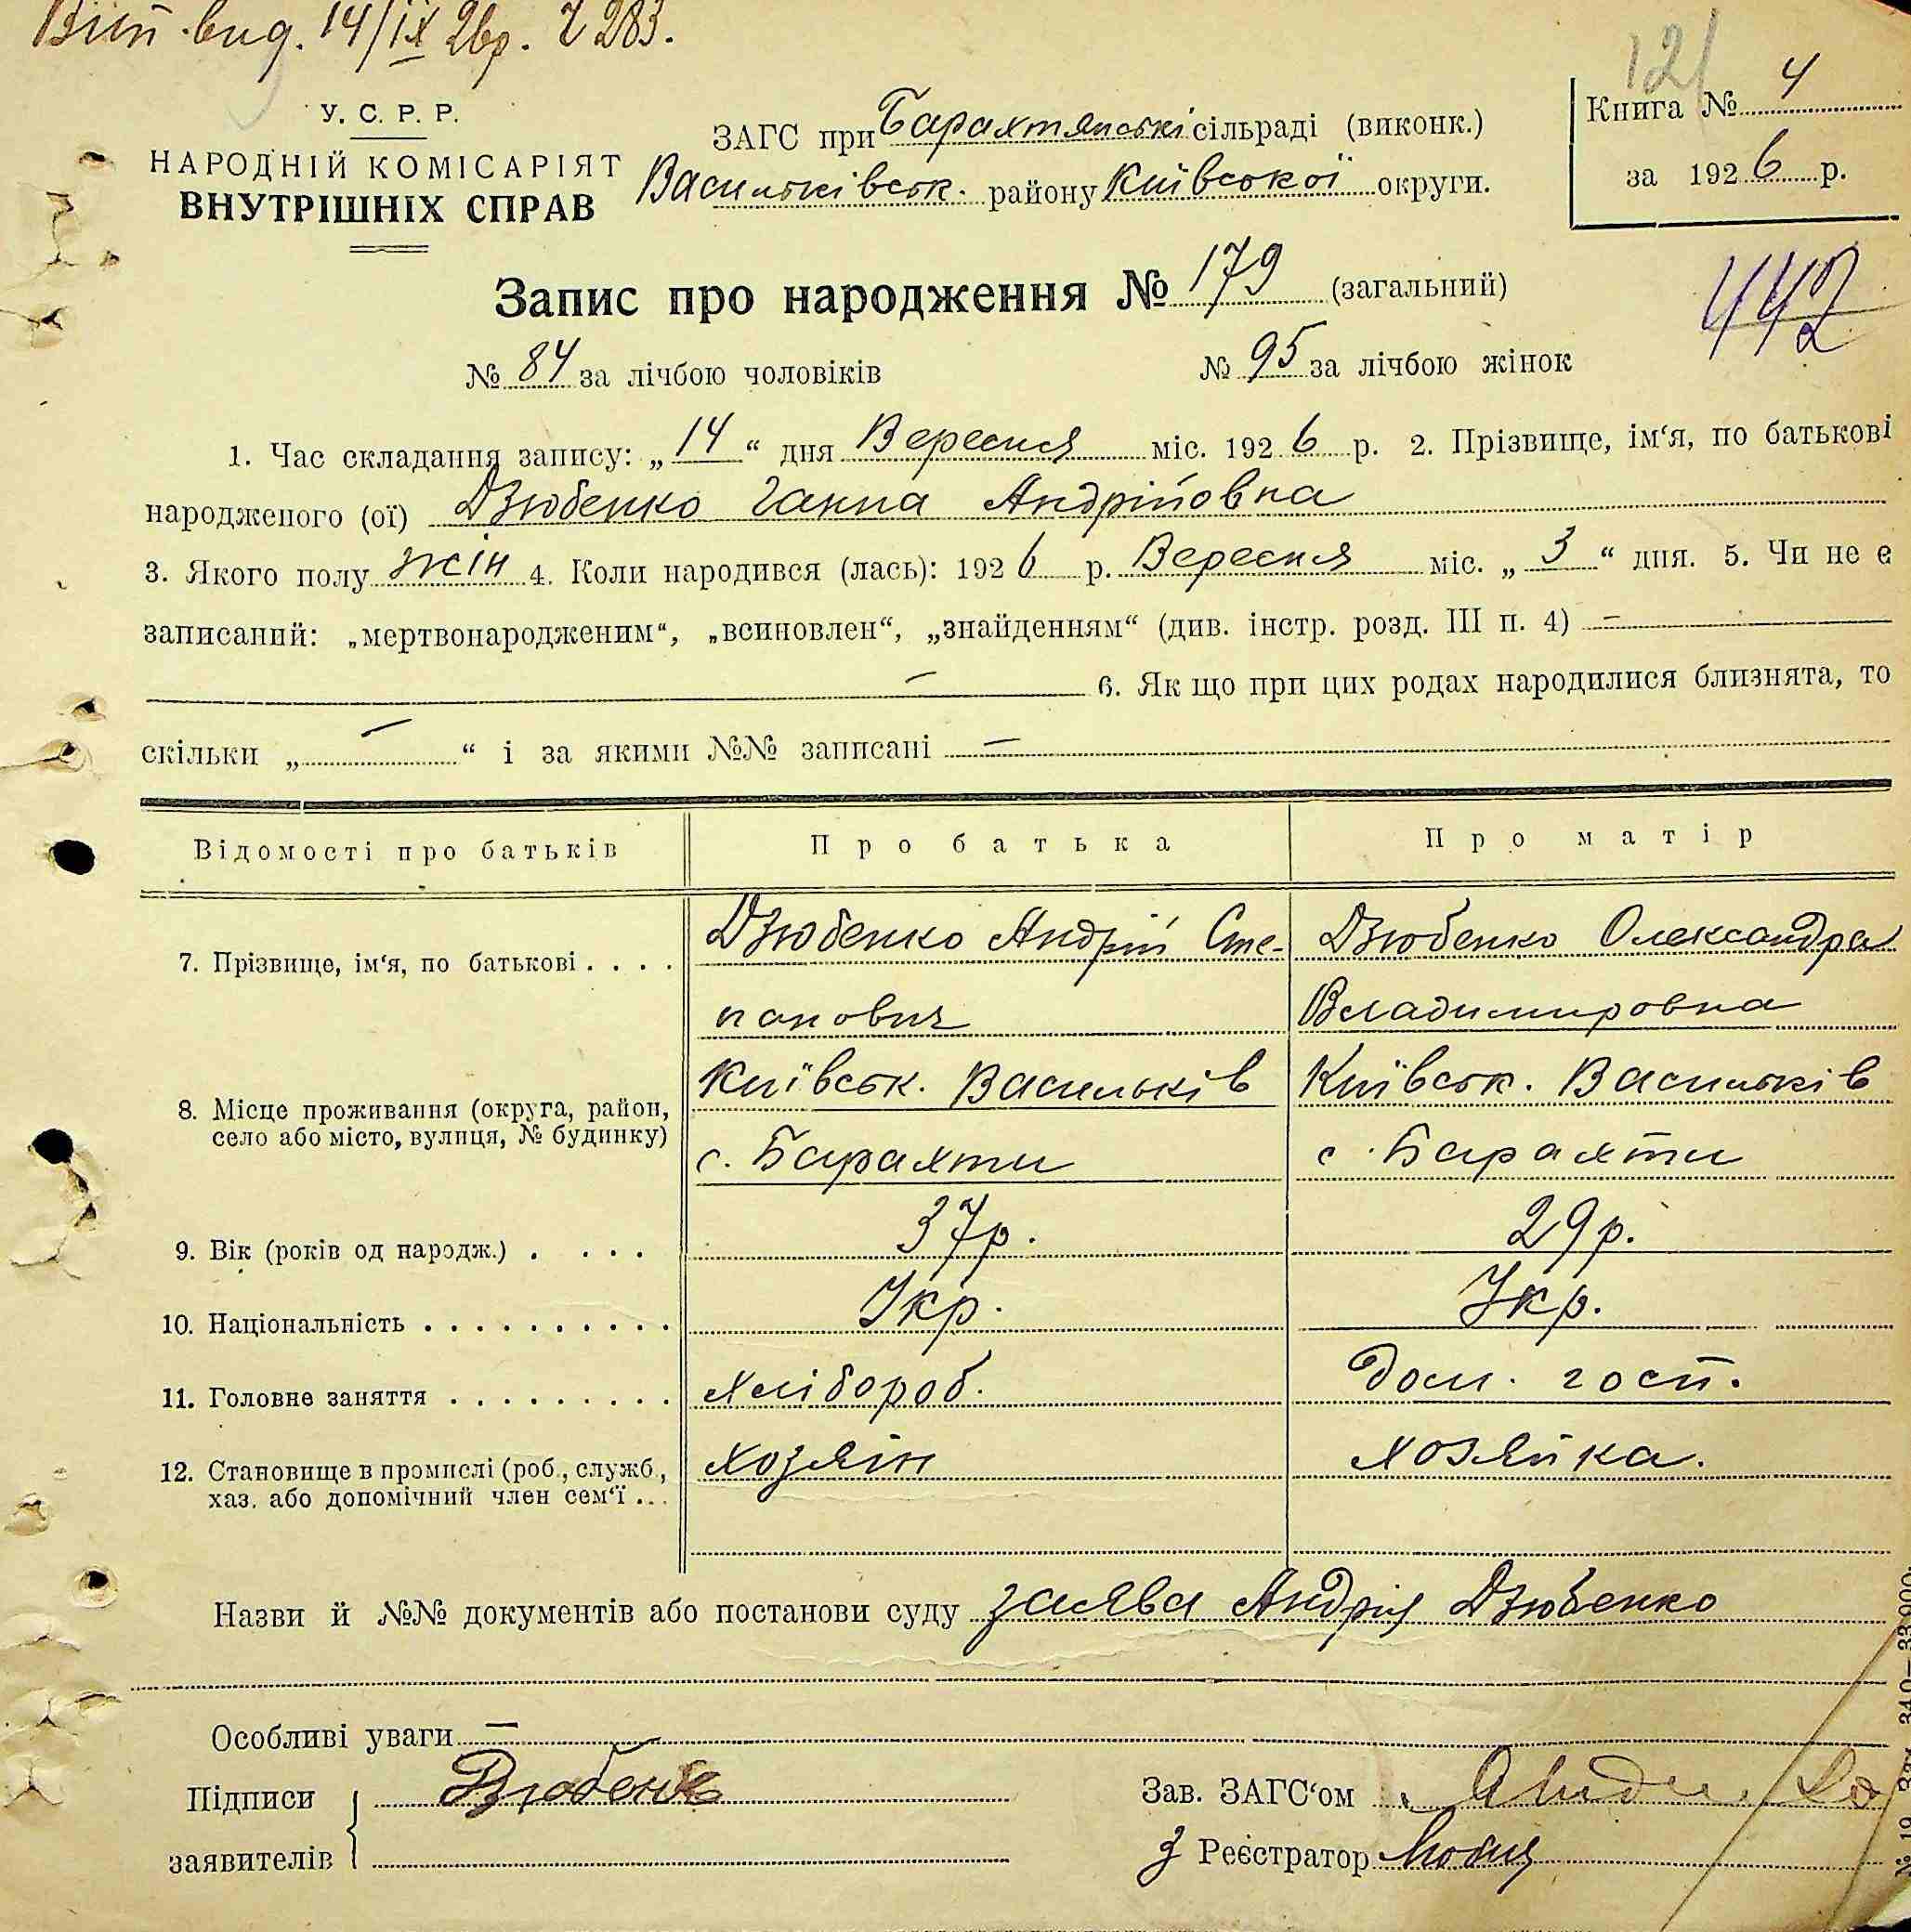 Вип. вид. 14/IX 26р. Ч 283.
12
У. С. Р. Р.
НАРОДНІЙ КОМІСАРІЯТ
ВНУТРІШНІХ СПРАВ
ЗАГС при Барахтянські сільраді (виконк.)
Васильківськ. району Київської округи.
Книга № 4
за 1926 р.
Запис про народження № 179 (загальний)
442
№ 84 за лічбою чоловіків № 95 за лічбою жінок
1. Час складання запису: „14“ дня Вересня міс. 1926 р. 2. Прізвище, ім‘я, по батькові
народженого (ої) Дзюбенко Ганна Андрійовна
3. Якого полу жін 4. Коли народився (лась): 1926 р. Вересня міс. „3“ дня. 5. Чи не є
записаний: „мертвонародженим“, „всиновлен“, „знайденням“ (див. інстр. розд. III п. 4) –
– 6. Як що при цих родах народилися близнята, то
скільки „–“ і за якими №№ записані –
Відомості про батьків Про батька Про матір
7. Прізвище, ім‘я, по батькові . . . . Дзюбенко Андрій Сте- Дзюбенко Олександра
панович Владимировна
8. Місце проживання (округа, район, Київськ. Васильків Київськ. Васильків
село або місто, вулиця, № будинку) с. Барахти с. Барахти
9. Вік (років од народж.) . . . . 37р. 29р.
10. Національність . . . . . . . . . . Укр. Укр.
11. Головне заняття . . . . . . . . . хлібороб. дом. госп.
12. Становище в промислі (роб., служб., хозяін хозяйка.
хаз. або допомічний член сем‘ї . . .
Назви й №№ документів або постанови суду заява Андрія Дзюбенко
Особливі уваги –
Підписи Дзюбенко
заявителів
Зав. ЗАГС‘ом
з Реєстратор